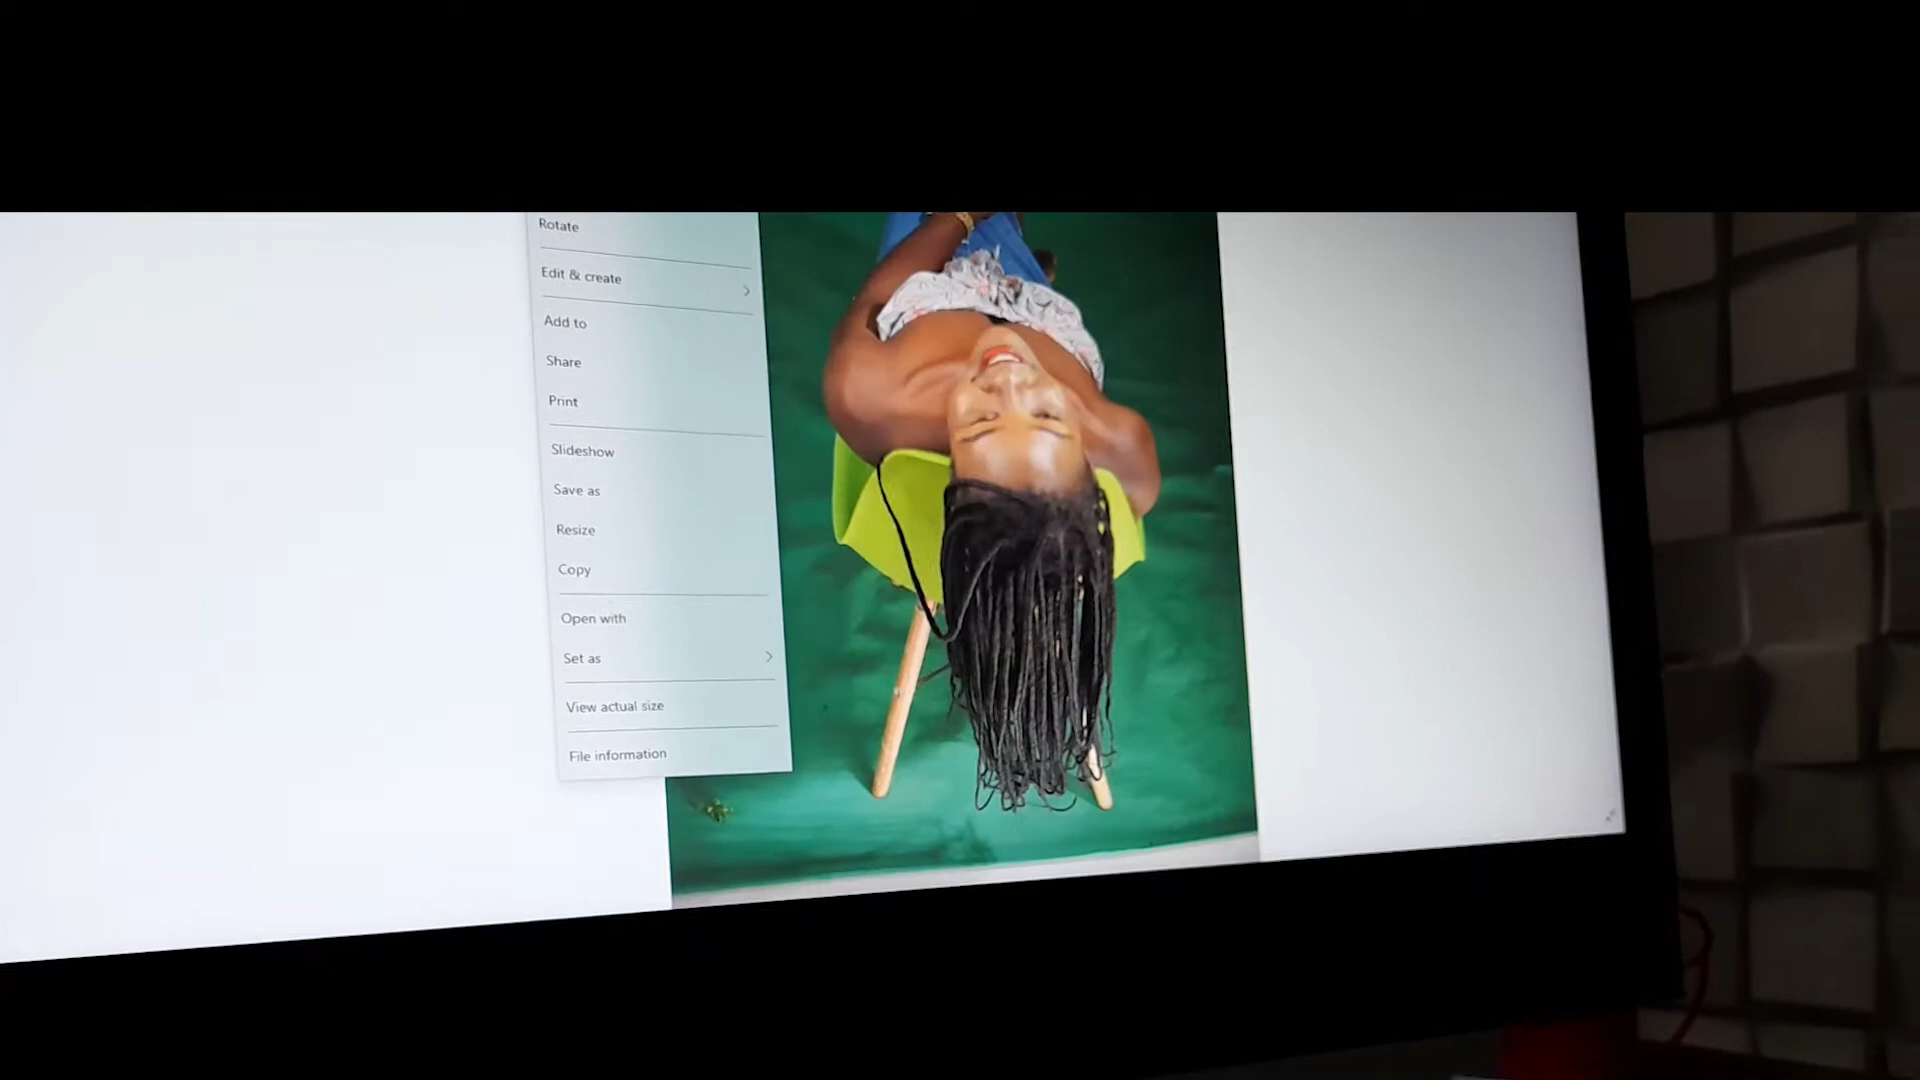 Rotate
Edit & create
Add to
Share
Print
Slideshow
Save as
Resize
Copy
Open with
Set as
View actual size
File information